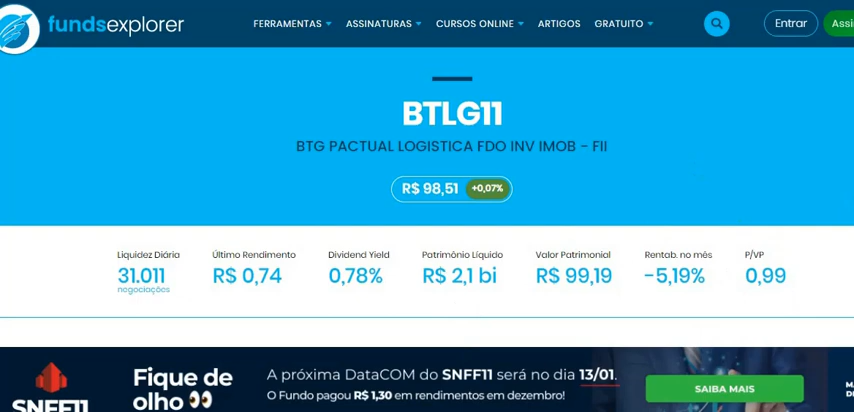 fundsexplorer
FERRAMENTAS ASSINATURAS CURSOS ONLINE ARTIGOS GRATUITO
Entrar
BTLG11
BTG PACTUAL LOGISTICA FDO INV IMOB - FII
R$ 98,51 +0,07%
Liquidez Diária Último Rendimento Dividend Yield Patrimônio Líquido Valor Patrimonial Rentab. no mês P/VP
31.011 R$ 0,74 0,78% R$ 2,1 bi R$ 99,19 -5,19% 0,99
negociações
Fique de
olho
SNFF11
A próxima DataCOM do SNFF11 será no dia 13/01.
O Fundo pagou R$ 1,30 em rendimentos em dezembro!
SAIBA MAIS